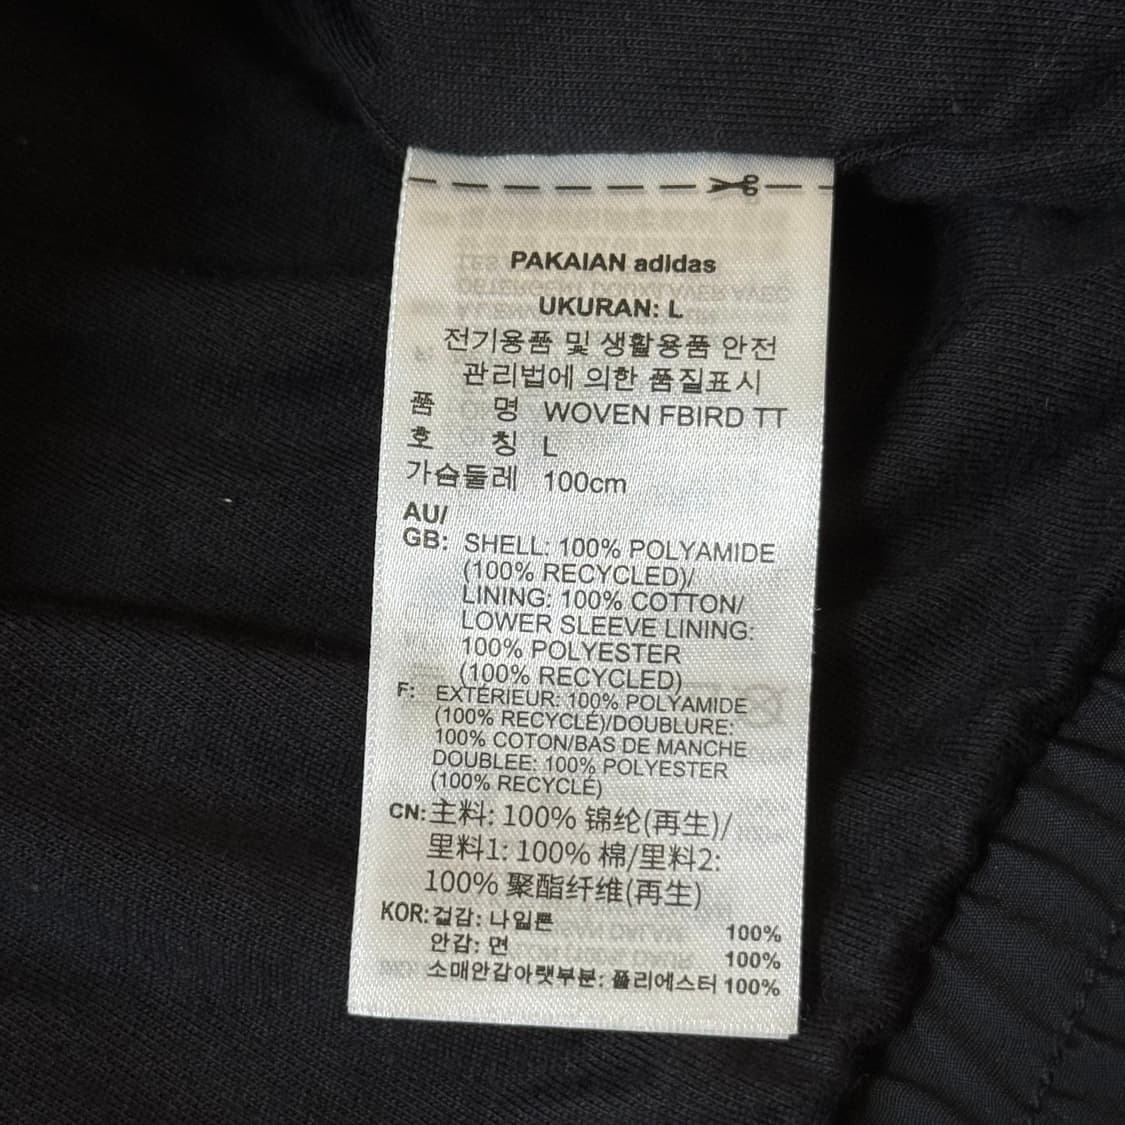 PAKAIAN adidas
UKURAN: L
전기용품 및 생활용품 안전
관리법에 의한 품질표시
품 명 WOVEN FBIRD TT
호 칭 L
가슴둘레 100cm
AU/
GB: SHELL: 100% POLYAMIDE
(100% RECYCLED)/
LINING: 100% COTTON/
LOWER SLEEVE LINING:
100% POLYESTER
(100% RECYCLED)
F: EXTÉRIEUR: 100% POLYAMIDE
(100% RECYCLÉ)/DOUBLURE:
100% COTON/BAS DE MANCHE
DOUBLEE: 100% POLYESTER
(100% RECYCLÉ)
CN: 主料: 100% 锦纶(再生)/
里料1: 100% 棉/里料2:
100% 聚酯纤维(再生)
KOR: 겉감: 나일론 100%
안감: 면 100%
소매안감아랫부분: 폴리에스터 100%